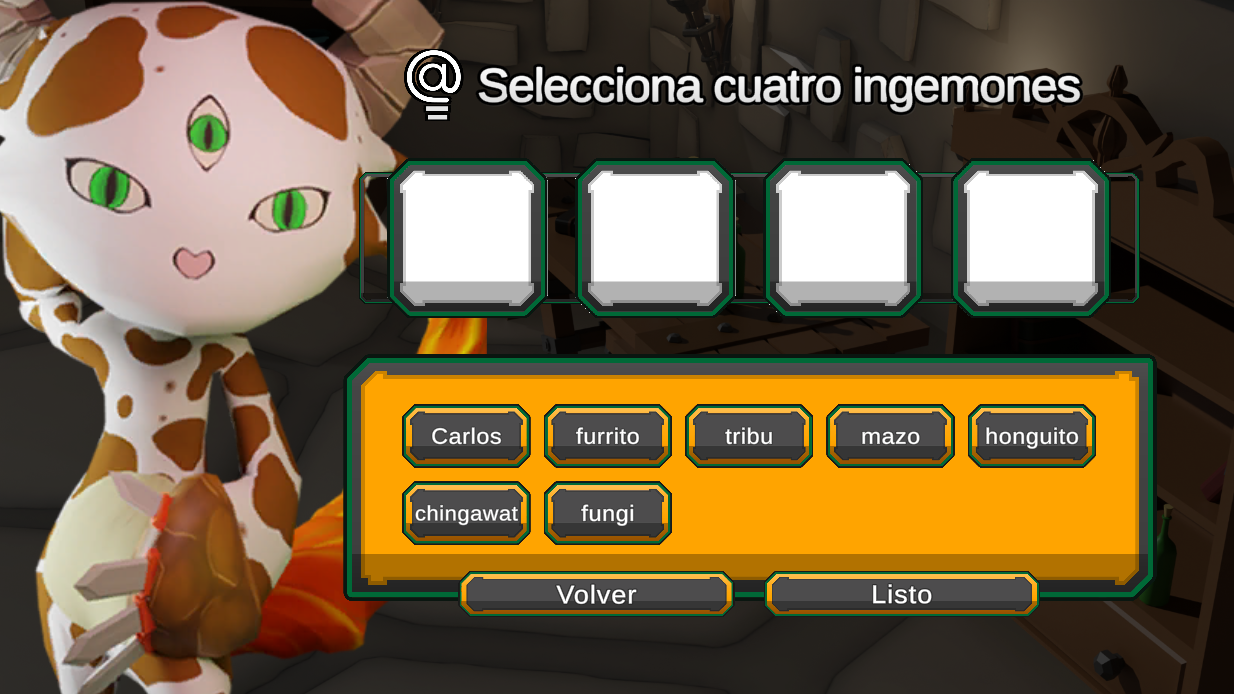 @ Selecciona cuatro ingemones
Carlos furrito tribu mazo honguito
chingawat fungi
Volver Listo